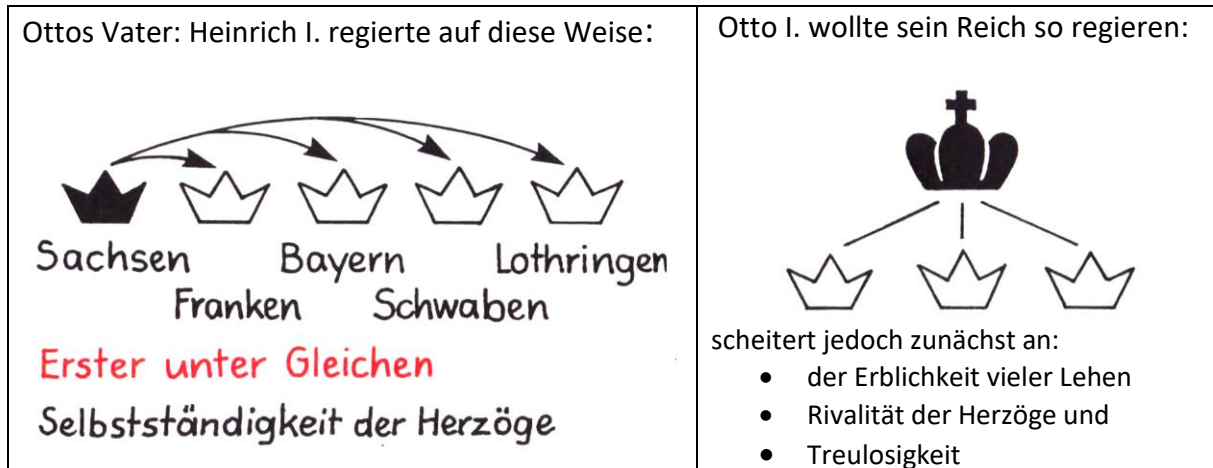 Ottos Vater: Heinrich I. regierte auf diese Weise:
Sachsen Bayern Lothringen
Franken Schwaben
Erster unter Gleichen
Selbstständigkeit der Herzöge
Otto I. wollte sein Reich so regieren:
scheitert jedoch zunächst an:
• der Erblichkeit vieler Lehen
• Rivalität der Herzöge und
• Treulosigkeit